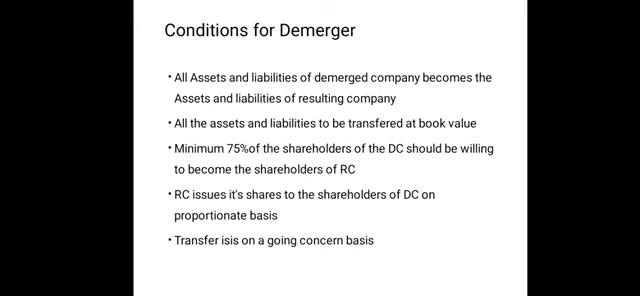 Conditions for Demerger
• All Assets and liabilities of demerged company becomes the
Assets and liabilities of resulting company
• All the assets and liabilities to be transfered at book value
• Minimum 75%of the shareholders of the DC should be willing
to become the shareholders of RC
• RC issues it's shares to the shareholders of DC on
proportionate basis
• Transfer isis on a going concern basis